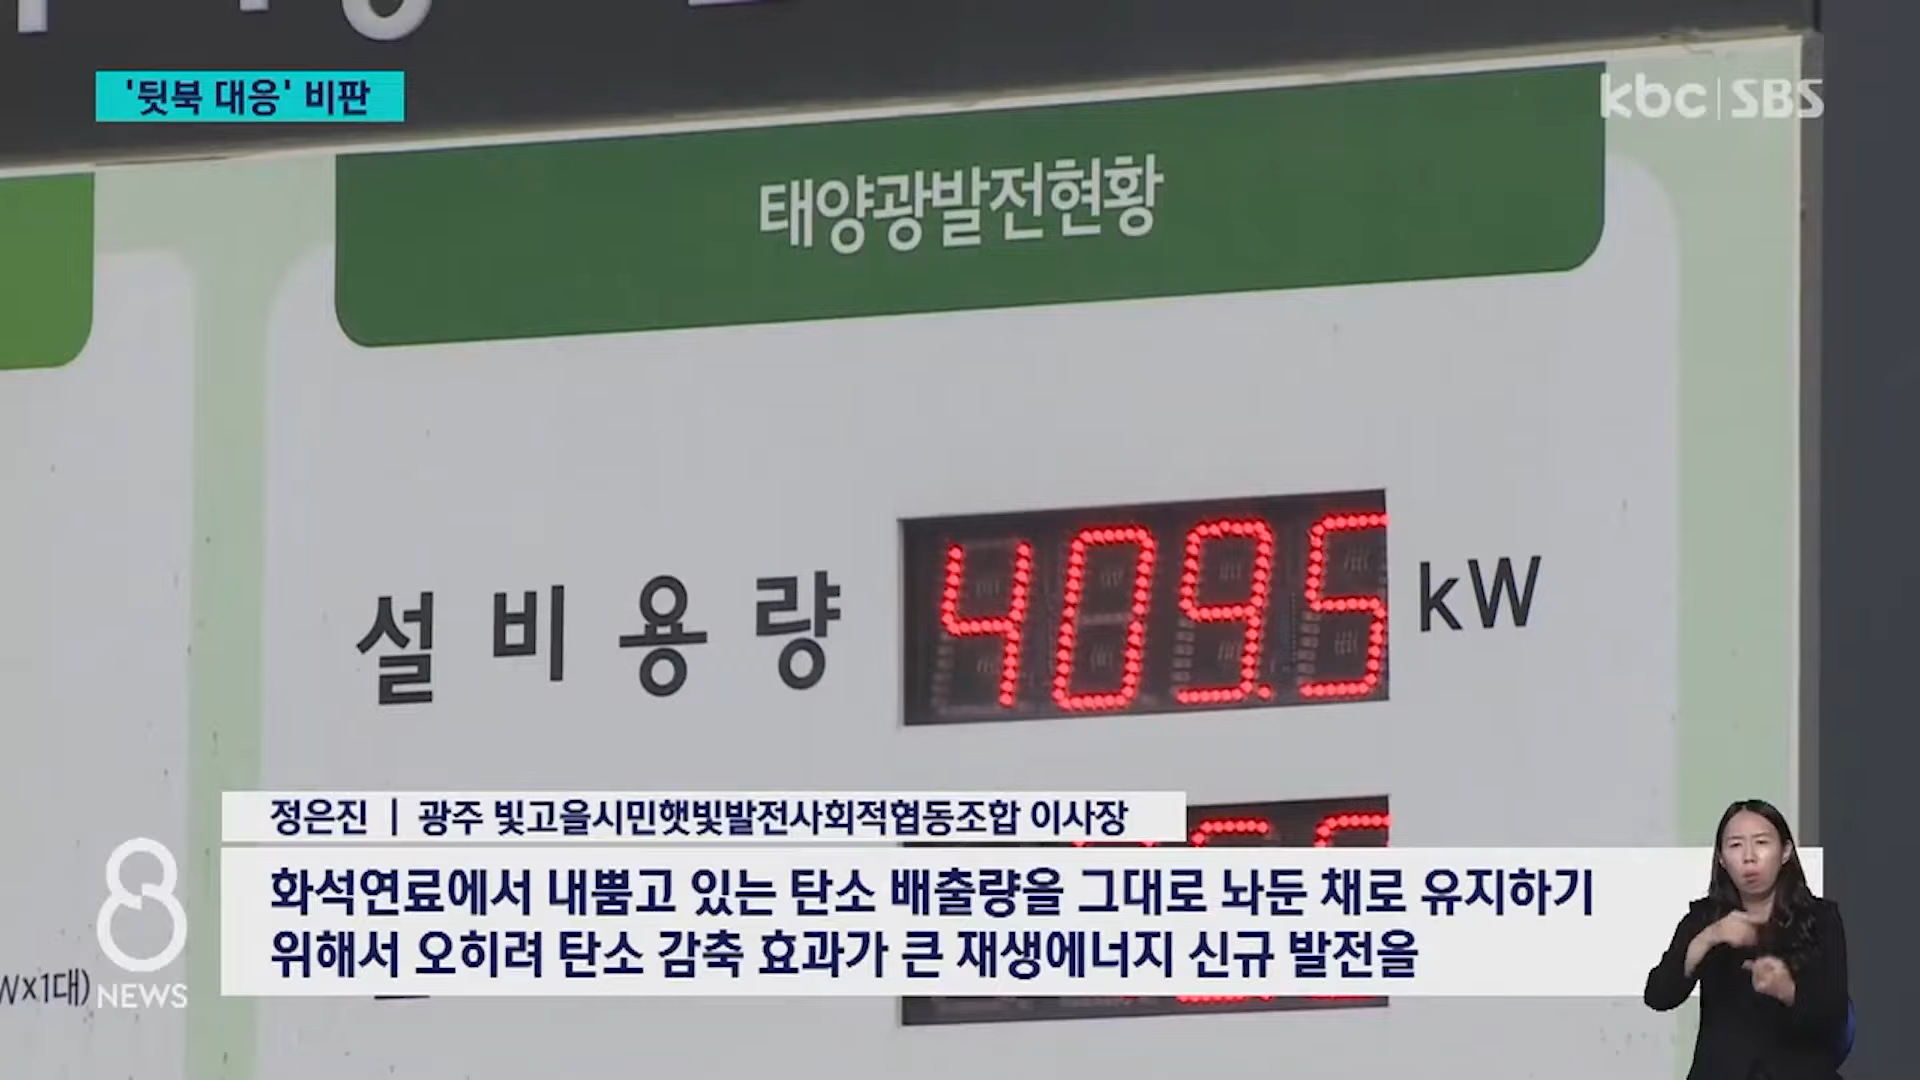 '뒷북 대응' 비판
kbc SBS
태양광발전현황
설비용량 409.5 kW
정은진 | 광주 빛고을시민햇빛발전사회적협동조합 이사장
화석연료에서 내뿜고 있는 탄소 배출량을 그대로 놔둔 채로 유지하기
위해서 오히려 탄소 감축 효과가 큰 재생에너지 신규 발전을
Wx1대)
8 NEWS